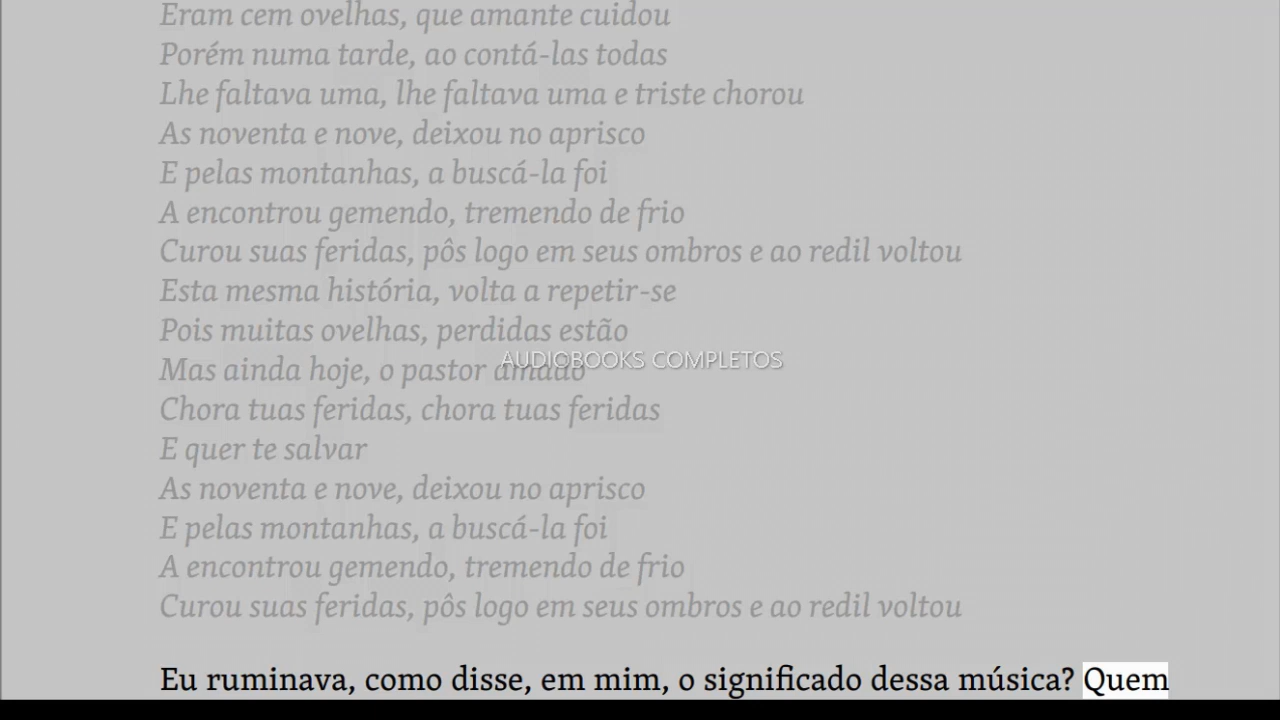 Eram cem ovelhas, que amante cuidou
Porém numa tarde, ao contá-las todas
Lhe faltava uma, lhe faltava uma e triste chorou
As noventa e nove, deixou no aprisco
E pelas montanhas, a buscá-la foi
A encontrou gemendo, tremendo de frio
Curou suas feridas, pôs logo em seus ombros e ao redil voltou
Esta mesma história, volta a repetir-se
Pois muitas ovelhas, perdidas estão
AUDIOBOOKS COMPLETOS
Mas ainda hoje, o pastor amado
Chora tuas feridas, chora tuas feridas
E quer te salvar
As noventa e nove, deixou no aprisco
E pelas montanhas, a buscá-la foi
A encontrou gemendo, tremendo de frio
Curou suas feridas, pôs logo em seus ombros e ao redil voltou
Eu ruminava, como disse, em mim, o significado dessa música? Quem